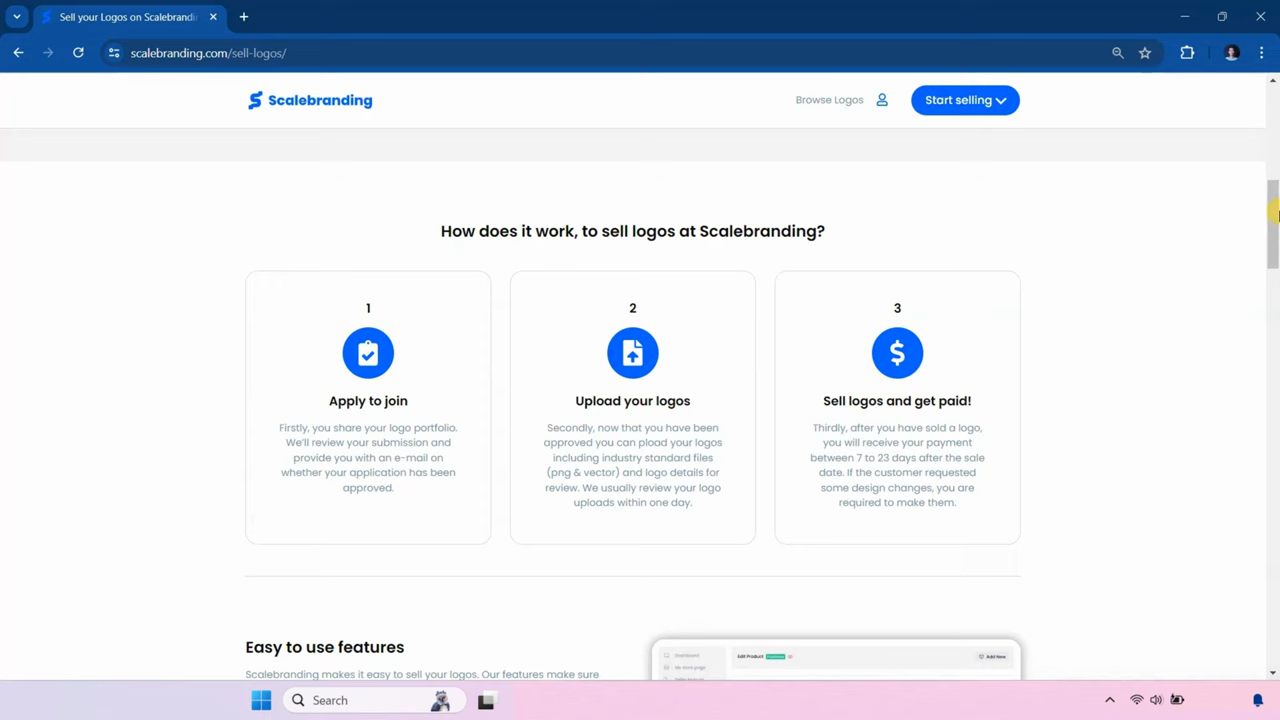 Sell your Logos on Scalebrandi
scalebranding.com/sell-logos/
Scalebranding
Browse Logos
Start selling
How does it work, to sell logos at Scalebranding?
1
Apply to join
Firstly, you share your logo portfolio.
We'll review your submission and
provide you with an e-mail on
whether your application has been
approved.
2
Upload your logos
Secondly, now that you have been
approved you can pload your logos
including industry standard files
(png & vector) and logo details for
review. We usually review your logo
uploads within one day.
3
Sell logos and get paid!
Thirdly, after you have sold a logo,
you will receive your payment
between 7 to 23 days after the sale
date. If the customer requested
some design changes, you are
required to make them.
Easy to use features
Scalebranding makes it easy to sell your logos. Our features make sure
Dashboard
Edit Product
Add New
Search